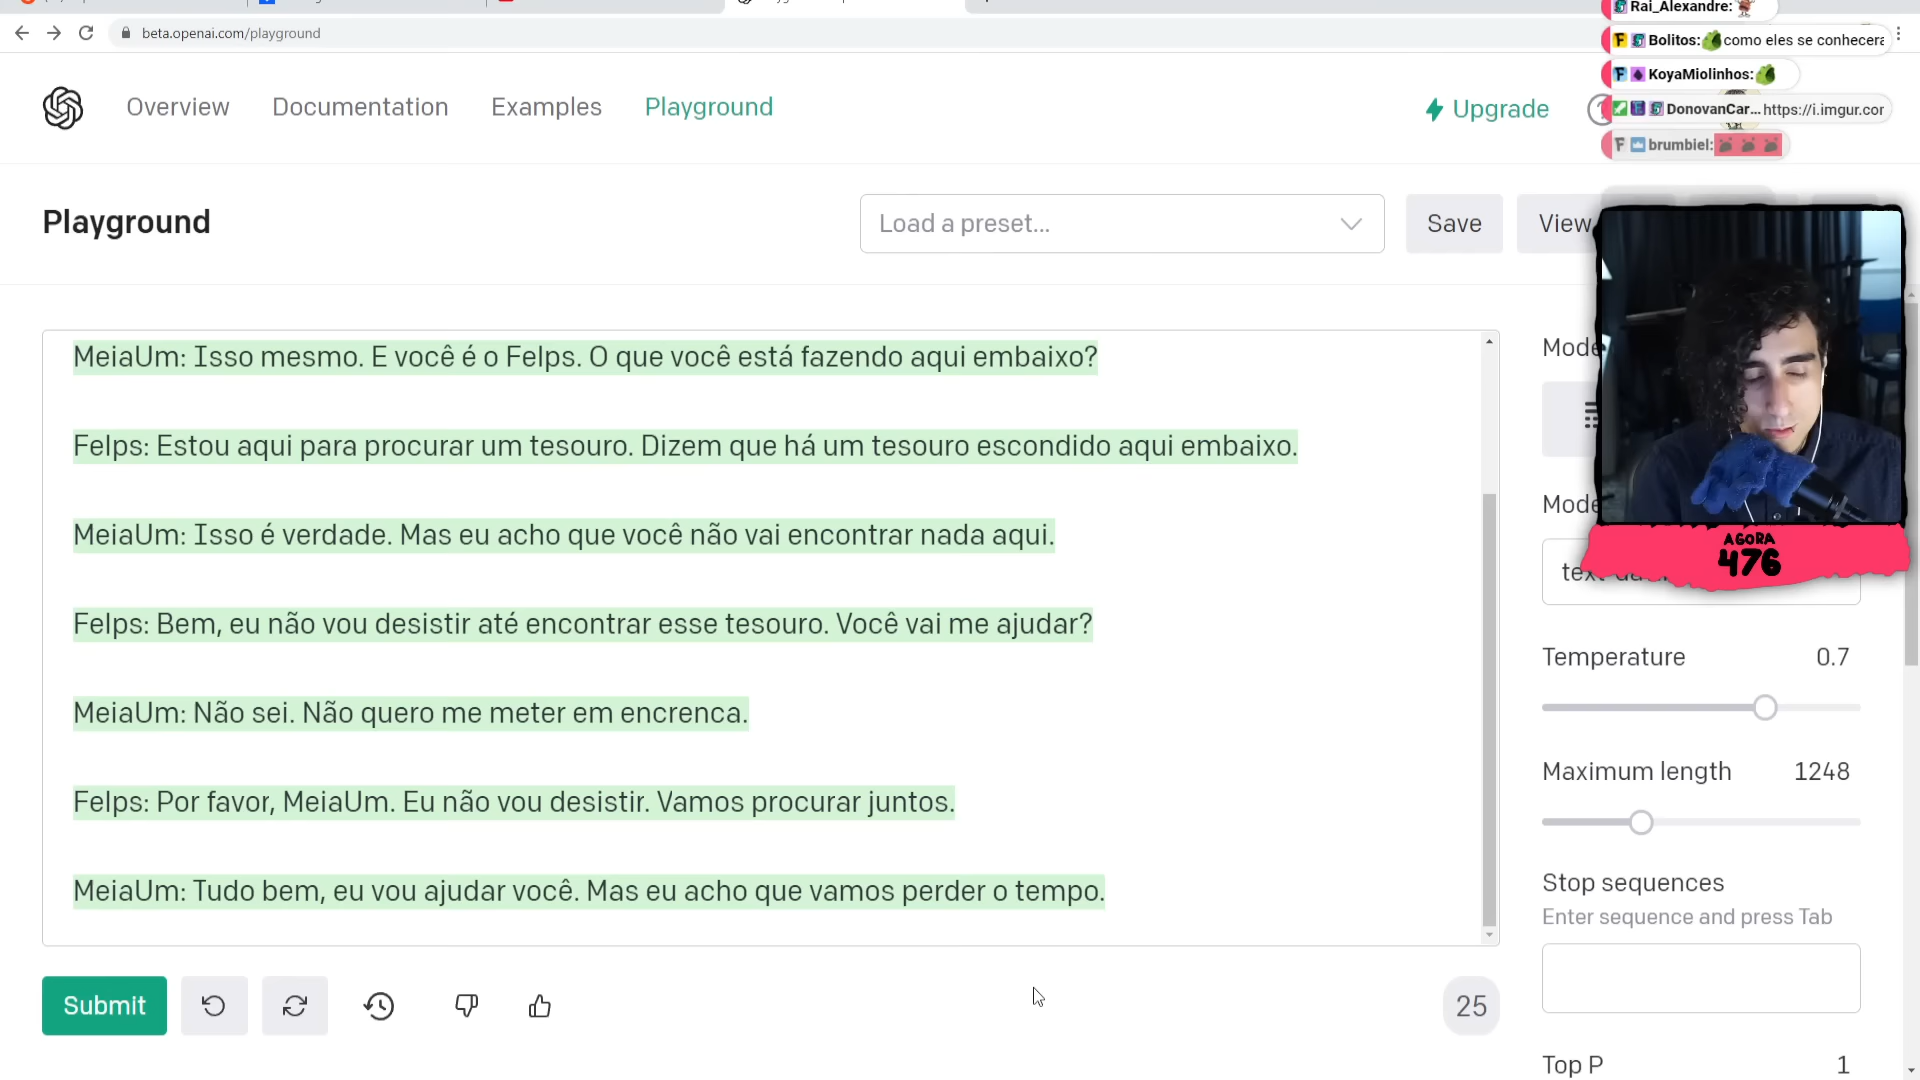 beta.openai.com/playground
Rai_Alexandre:
F Bolitos: como eles se conhecera
F KoyaMiolinhos:
DonovanCar... https://i.imgur.cor
F brumbiel:
Overview Documentation Examples Playground Upgrade
Playground
Load a preset...
Save
View
MeiaUm: Isso mesmo. E você é o Felps. O que você está fazendo aqui embaixo?
Felps: Estou aqui para procurar um tesouro. Dizem que há um tesouro escondido aqui embaixo.
MeiaUm: Isso é verdade. Mas eu acho que você não vai encontrar nada aqui.
Felps: Bem, eu não vou desistir até encontrar esse tesouro. Você vai me ajudar?
MeiaUm: Não sei. Não quero me meter em encrenca.
Felps: Por favor, MeiaUm. Eu não vou desistir. Vamos procurar juntos.
MeiaUm: Tudo bem, eu vou ajudar você. Mas eu acho que vamos perder o tempo.
Submit
25
Mode
Mode
AGORA
476
Temperature 0.7
Maximum length 1248
Stop sequences
Enter sequence and press Tab
Top P 1